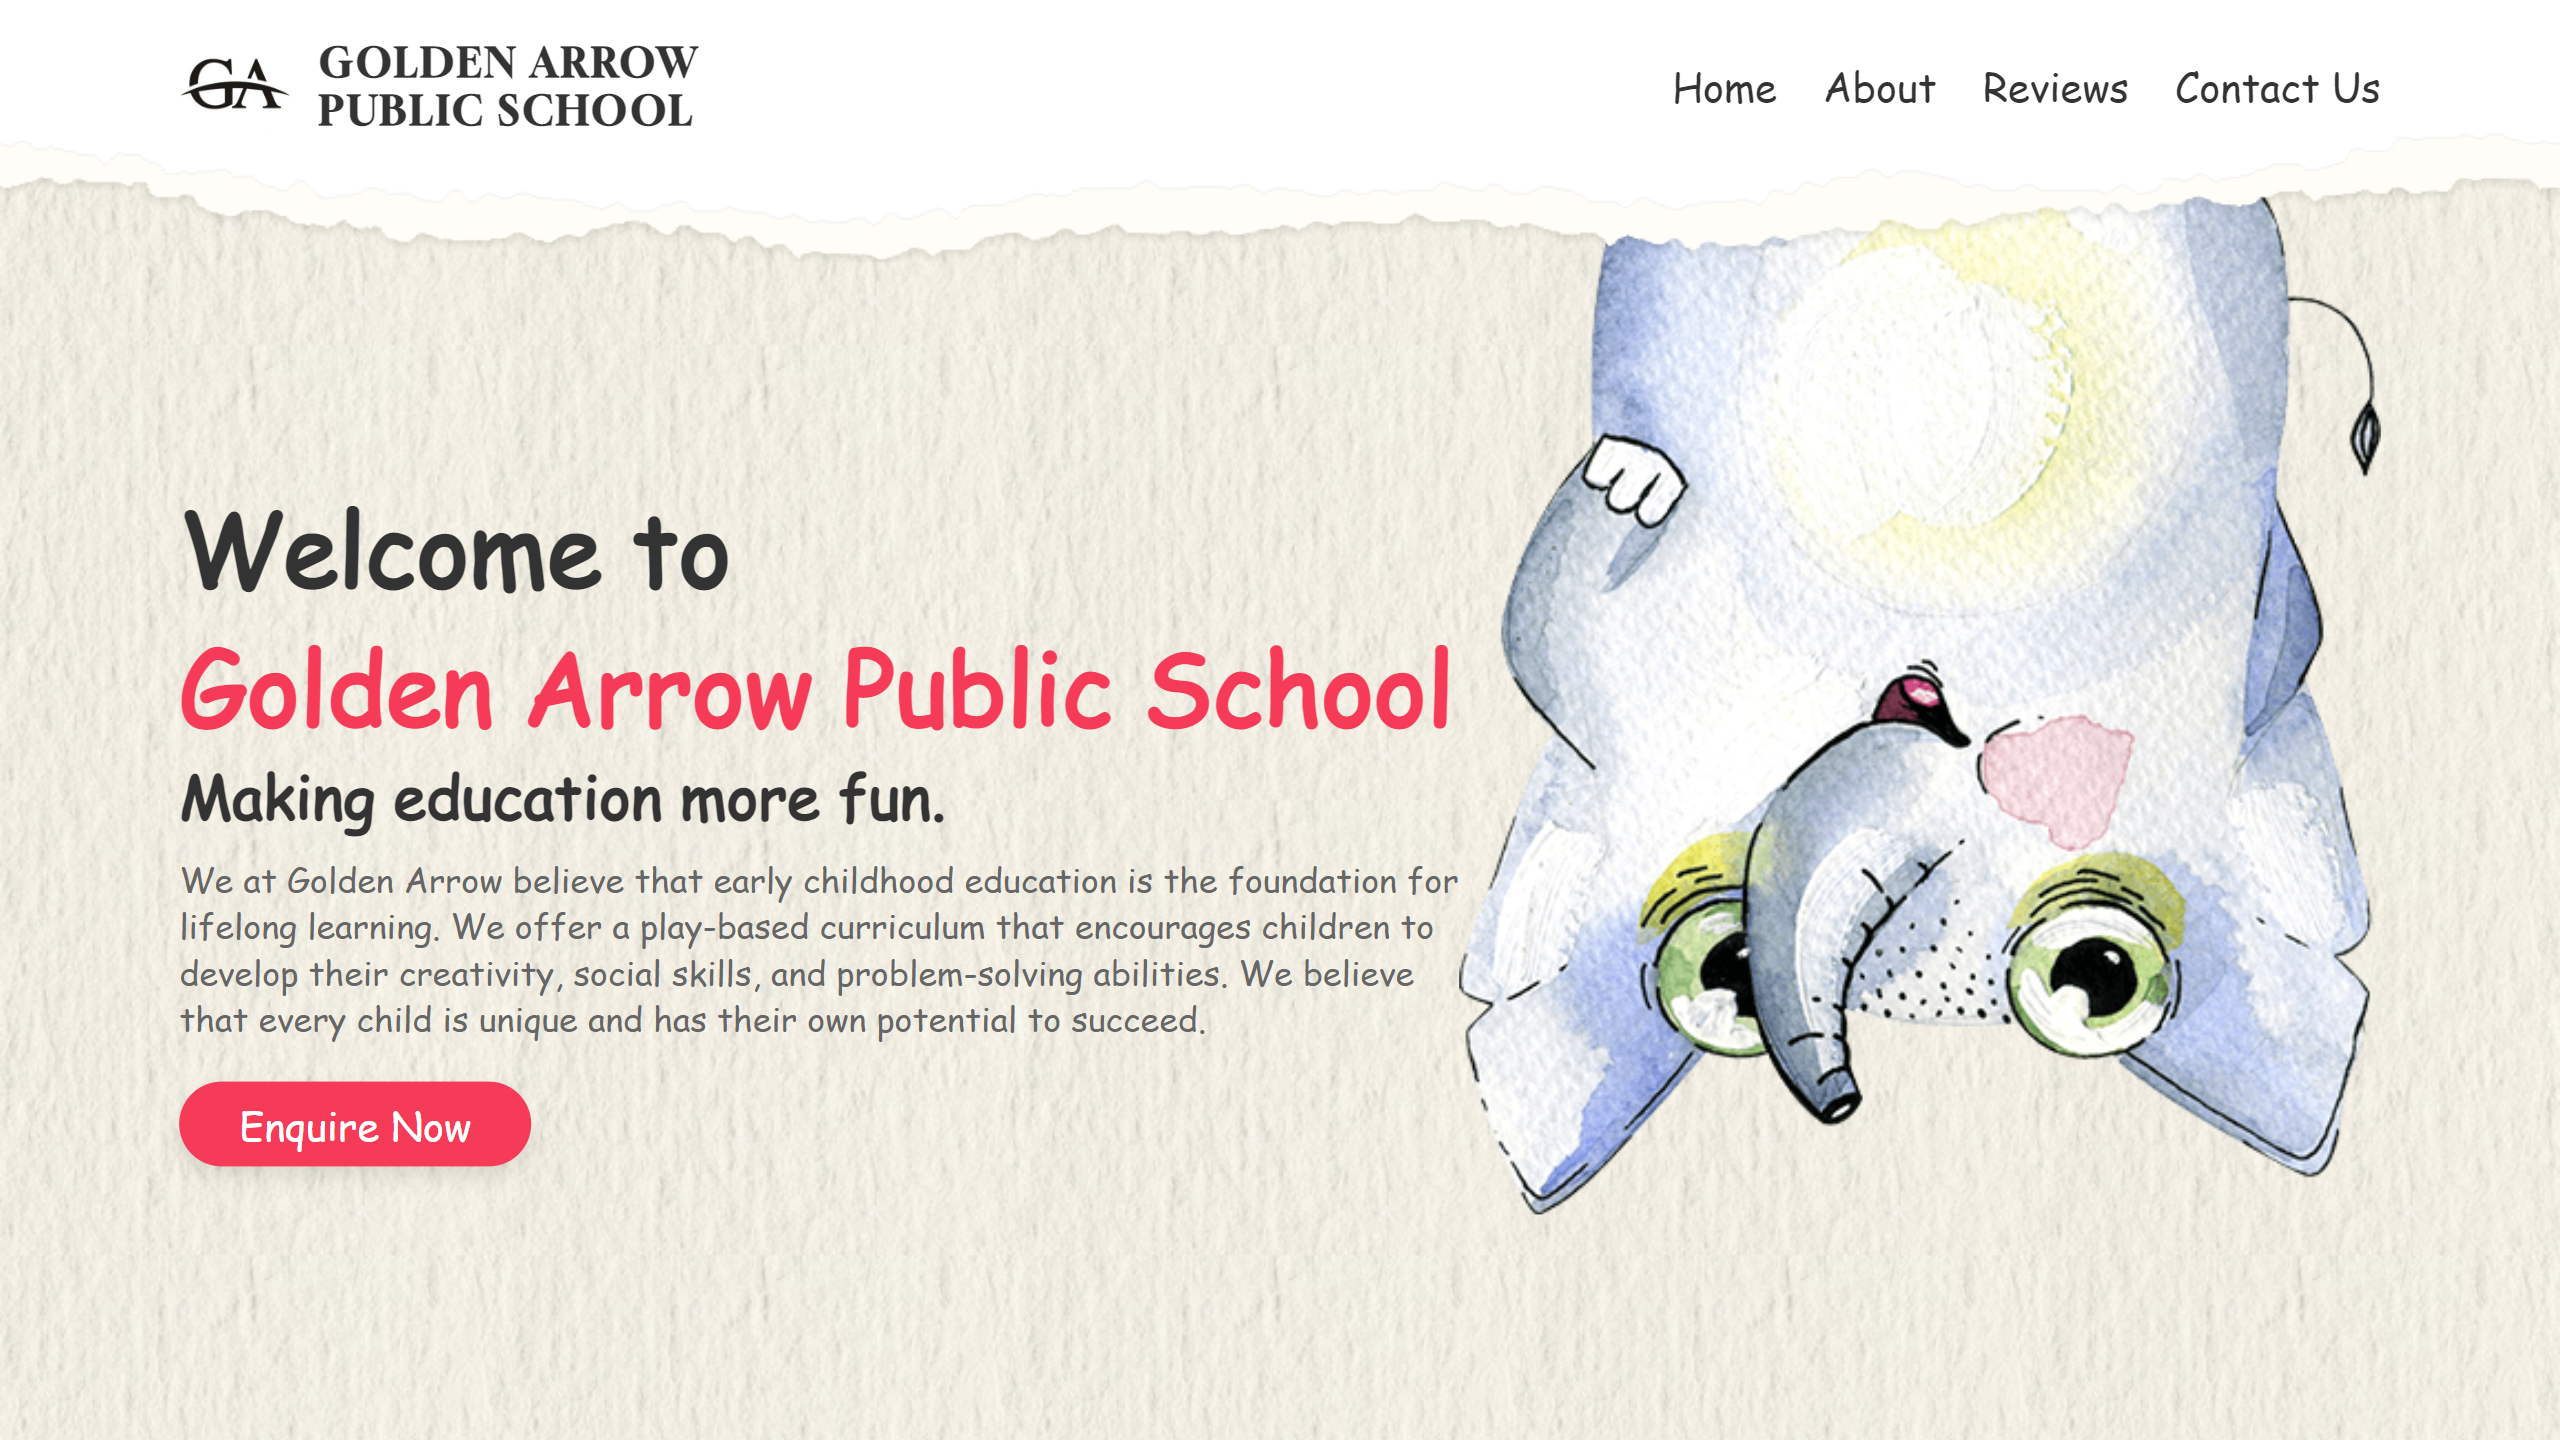 GA
GOLDEN ARROW
PUBLIC SCHOOL
Home
About
Reviews
Contact Us
Welcome to
Golden Arrow Public School
Making education more fun.
We at Golden Arrow believe that early childhood education is the foundation for
lifelong learning. We offer a play-based curriculum that encourages children to
develop their creativity, social skills, and problem-solving abilities. We believe
that every child is unique and has their own potential to succeed.
Enquire Now